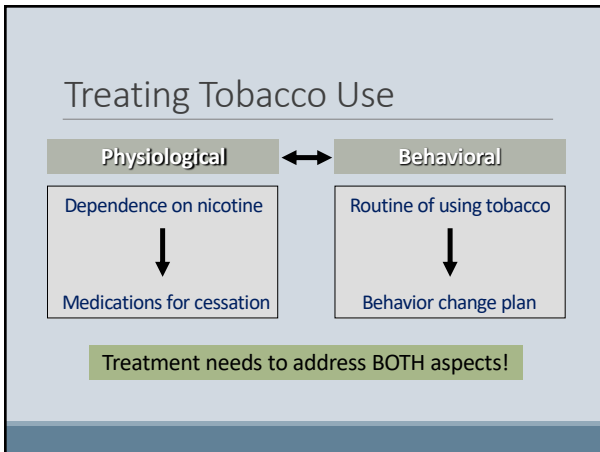 Treating Tobacco Use
Physiological
Behavioral
Dependence on nicotine
Medications for cessation
Routine of using tobacco
Behavior change plan
Treatment needs to address BOTH aspects!